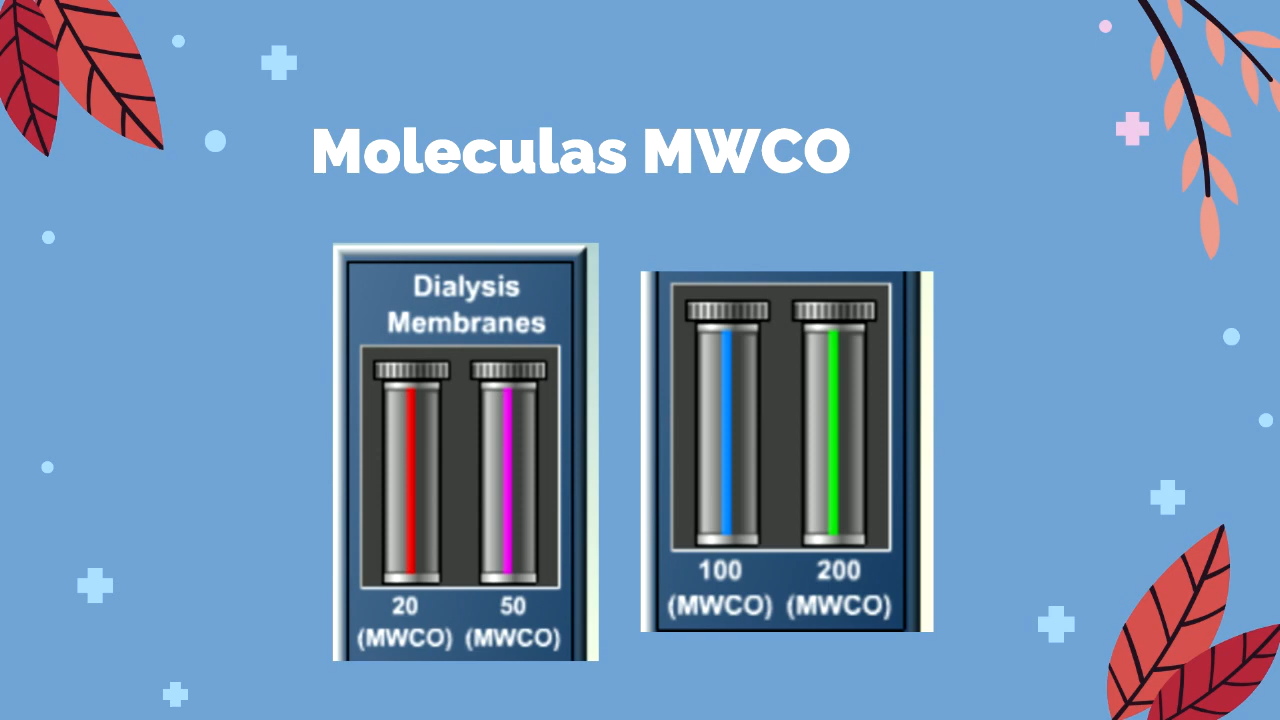 Moleculas MWCO
Dialysis
Membranes
20 50
(MWCO) (MWCO)
100 200
(MWCO) (MWCO)